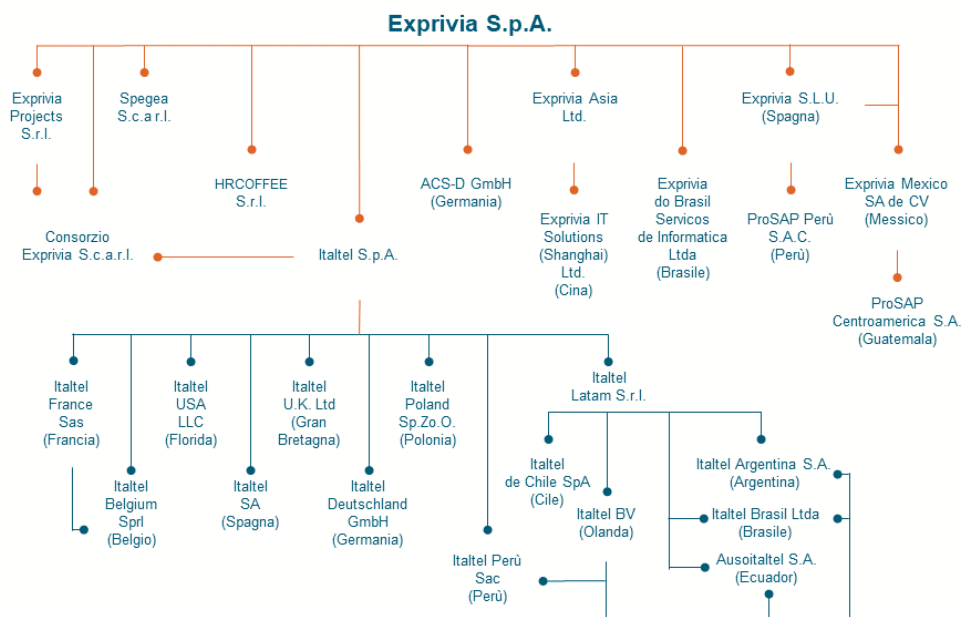 Exprivia S.p.A.
Exprivia
Projects
S.r.l.
Spegea
S.c.a r.l.
HRCOFFEE
S.r.l.
ACS-D GmbH
(Germania)
Exprivia Asia
Ltd.
Exprivia S.L.U.
(Spagna)
Consorzio
Exprivia S.c.a.r.l.
Italtel S.p.A.
Exprivia IT
Solutions
(Shanghai)
Ltd.
(Cina)
Exprivia
do Brasil
Servicos
de Informatica
Ltda
(Brasile)
ProSAP Perù
S.A.C.
(Perù)
Exprivia Mexico
SA de CV
(Messico)
ProSAP
Centroamerica S.A.
(Guatemala)
Italtel
France
Sas
(Francia)
Italtel
USA
LLC
(Florida)
Italtel
U.K. Ltd
(Gran
Bretagna)
Italtel
Poland
Sp.Zo.O.
(Polonia)
Italtel
Latam S.r.l.
Italtel
Belgium
Sprl
(Belgio)
Italtel
SA
(Spagna)
Italtel
Deutschland
GmbH
(Germania)
Italtel Perù
Sac
(Perù)
Italtel
de Chile SpA
(Cile)
Italtel BV
(Olanda)
Italtel Argentina S.A.
(Argentina)
Italtel Brasil Ltda
(Brasile)
Ausoitaltel S.A.
(Ecuador)